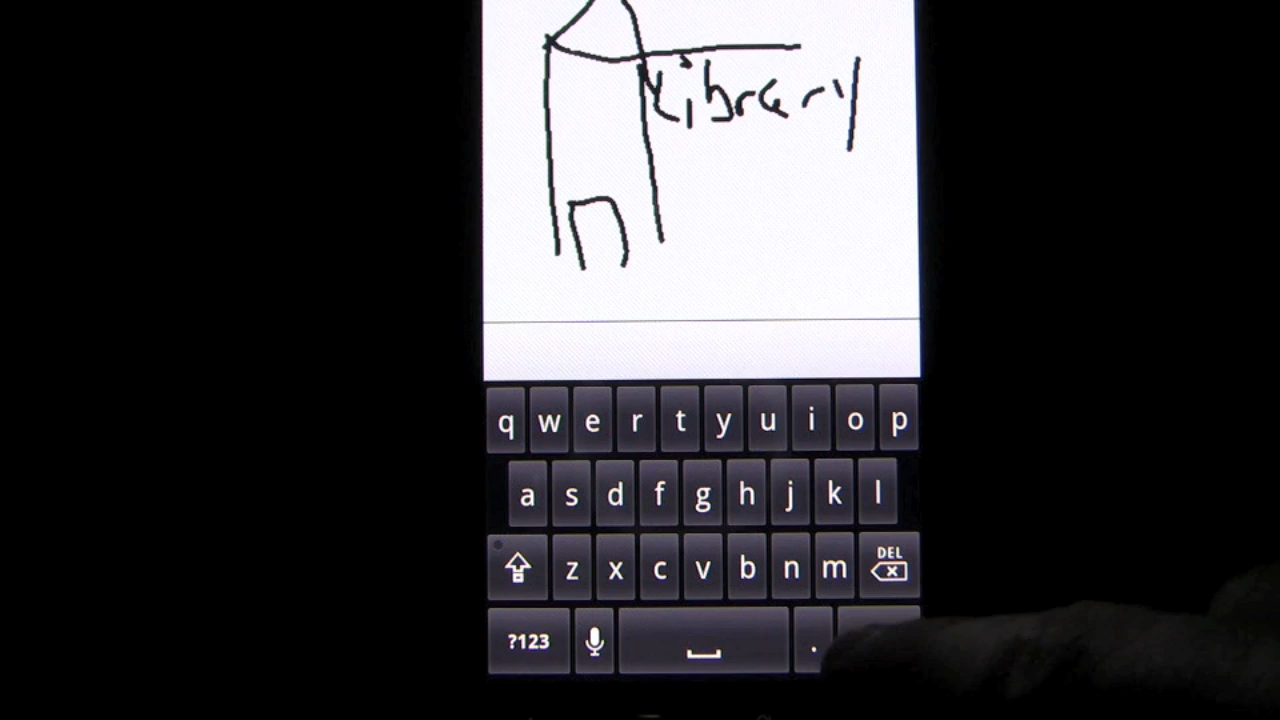 Library
q w e r t y u i o p
a s d f g h j k l
z x c v b n m DEL
?123 .